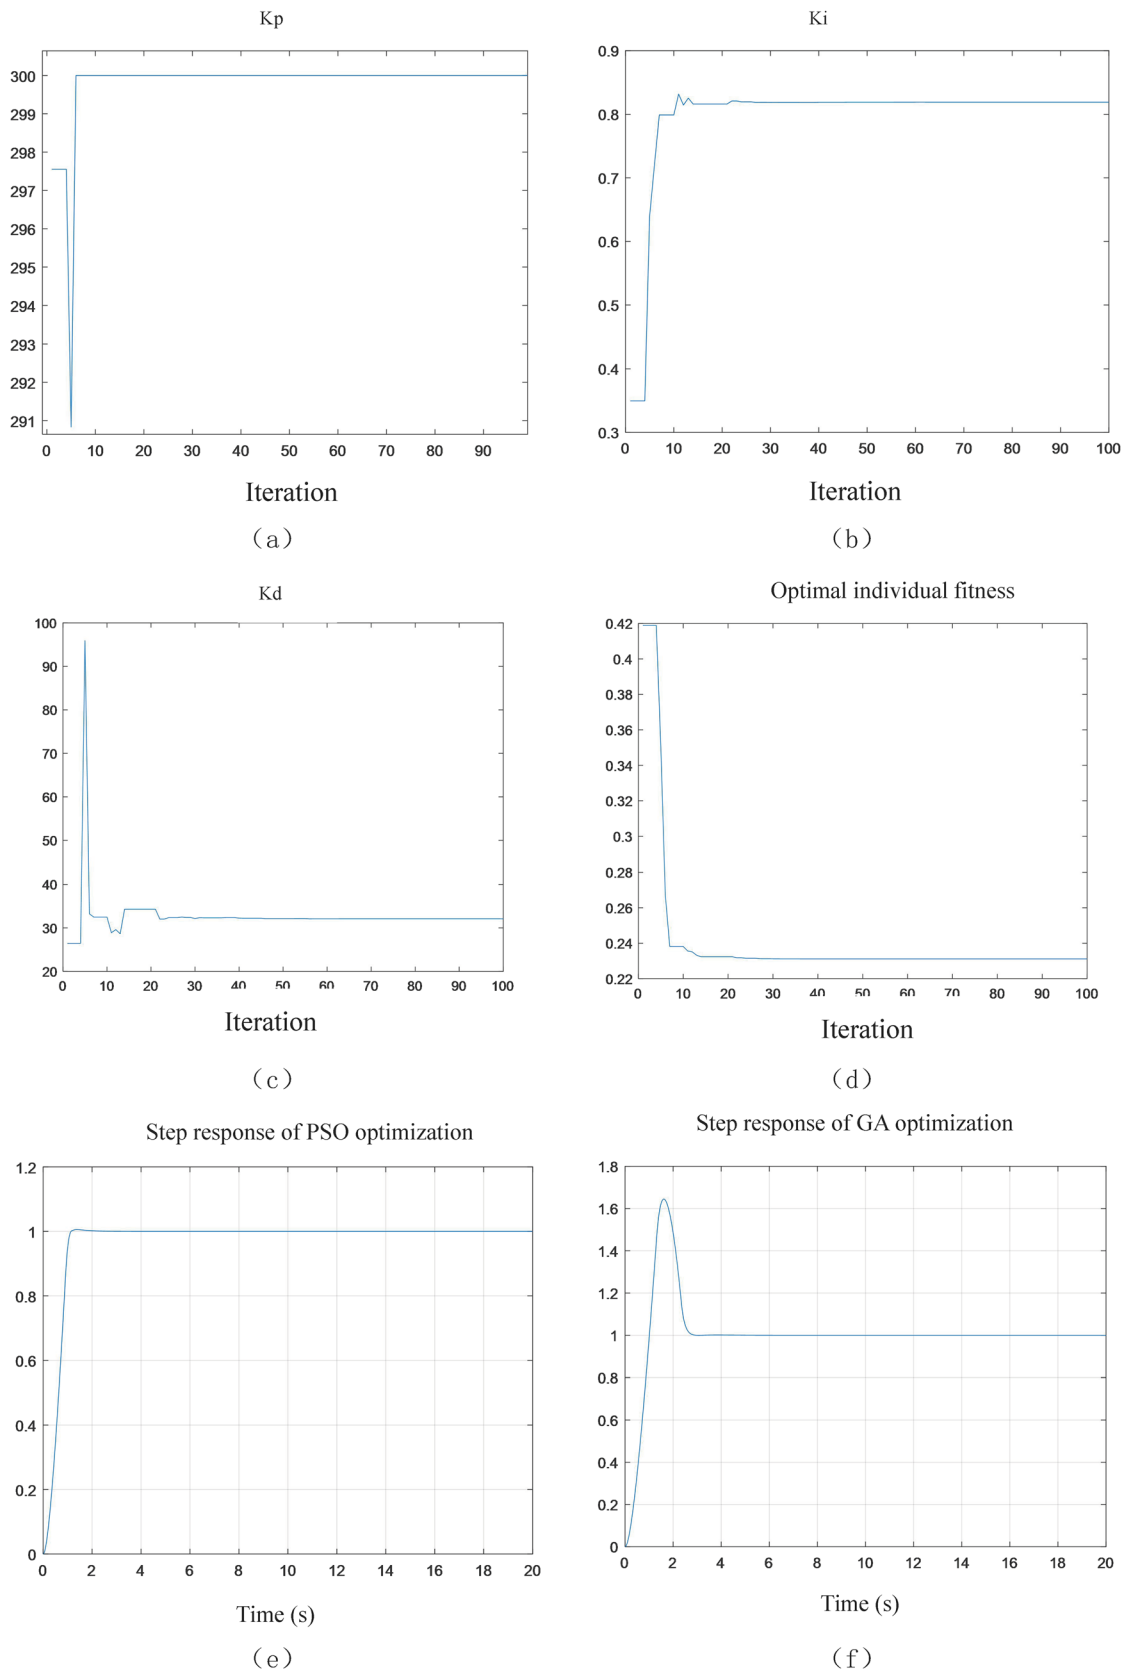 Kp
300
299
298
297
296
295
294
293
292
291
0 10 20 30 40 50 60 70 80 90
Iteration
(a)
Ki
0.9
0.8
0.7
0.6
0.5
0.4
0.3
0 10 20 30 40 50 60 70 80 90 100
Iteration
(b)
Kd
100
90
80
70
60
50
40
30
20
0 10 20 30 40 50 60 70 80 90 100
Iteration
(c)
Optimal individual fitness
0.42
0.4
0.38
0.36
0.34
0.32
0.3
0.28
0.26
0.24
0.22
0 10 20 30 40 50 60 70 80 90 100
Iteration
(d)
Step response of PSO optimization
1.2
1
0.8
0.6
0.4
0.2
0
0 2 4 6 8 10 12 14 16 18 20
Time (s)
(e)
Step response of GA optimization
1.8
1.6
1.4
1.2
1
0.8
0.6
0.4
0.2
0
0 2 4 6 8 10 12 14 16 18 20
Time (s)
(f)